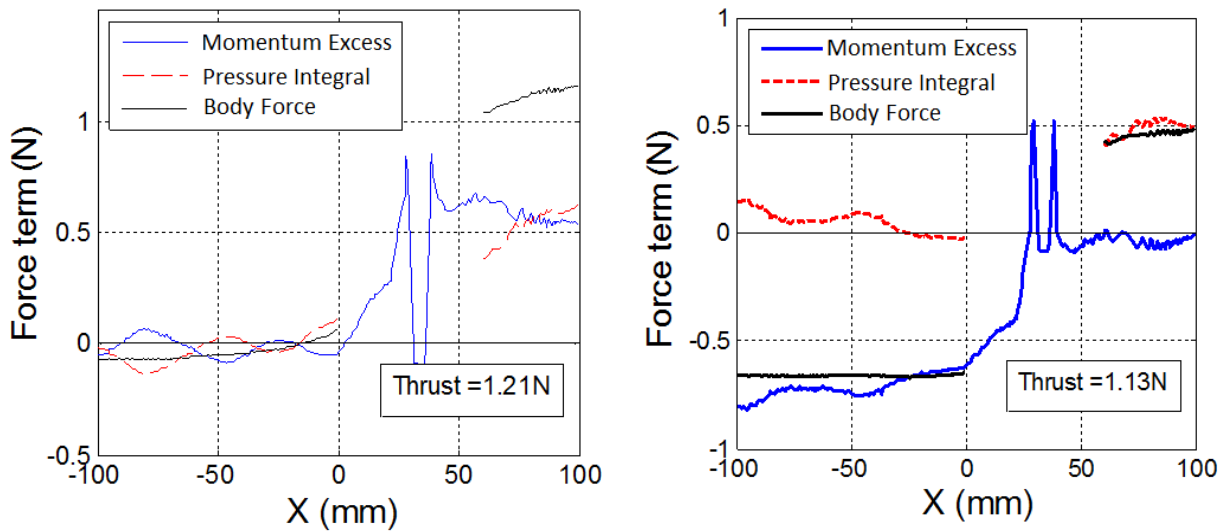 Momentum Excess
Pressure Integral
Body Force
Force term (N)
1
0.5
0
-0.5
Thrust =1.21N
-100
-50
0
50
100
X (mm)
Momentum Excess
Pressure Integral
Body Force
Force term (N)
1
0.5
0
-0.5
-1
Thrust =1.13N
-100
-50
0
50
100
X (mm)